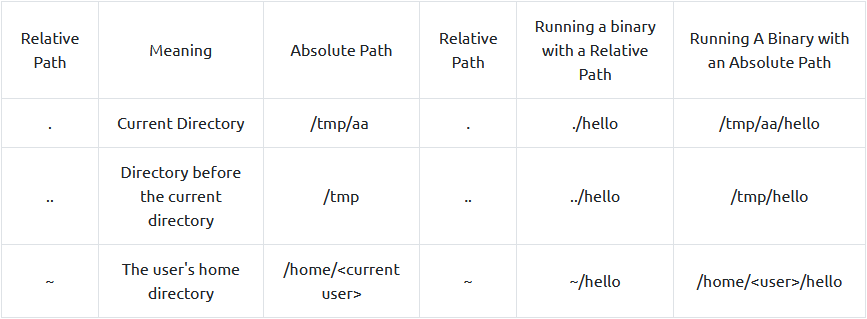 Relative Path Meaning Absolute Path Relative Path Running a binary with a Relative Path Running A Binary with an Absolute Path
. Current Directory /tmp/aa . ./hello /tmp/aa/hello
.. Directory before the current directory /tmp .. ../hello /tmp/hello
~ The user's home directory /home/<current user> ~ ~/hello /home/<user>/hello